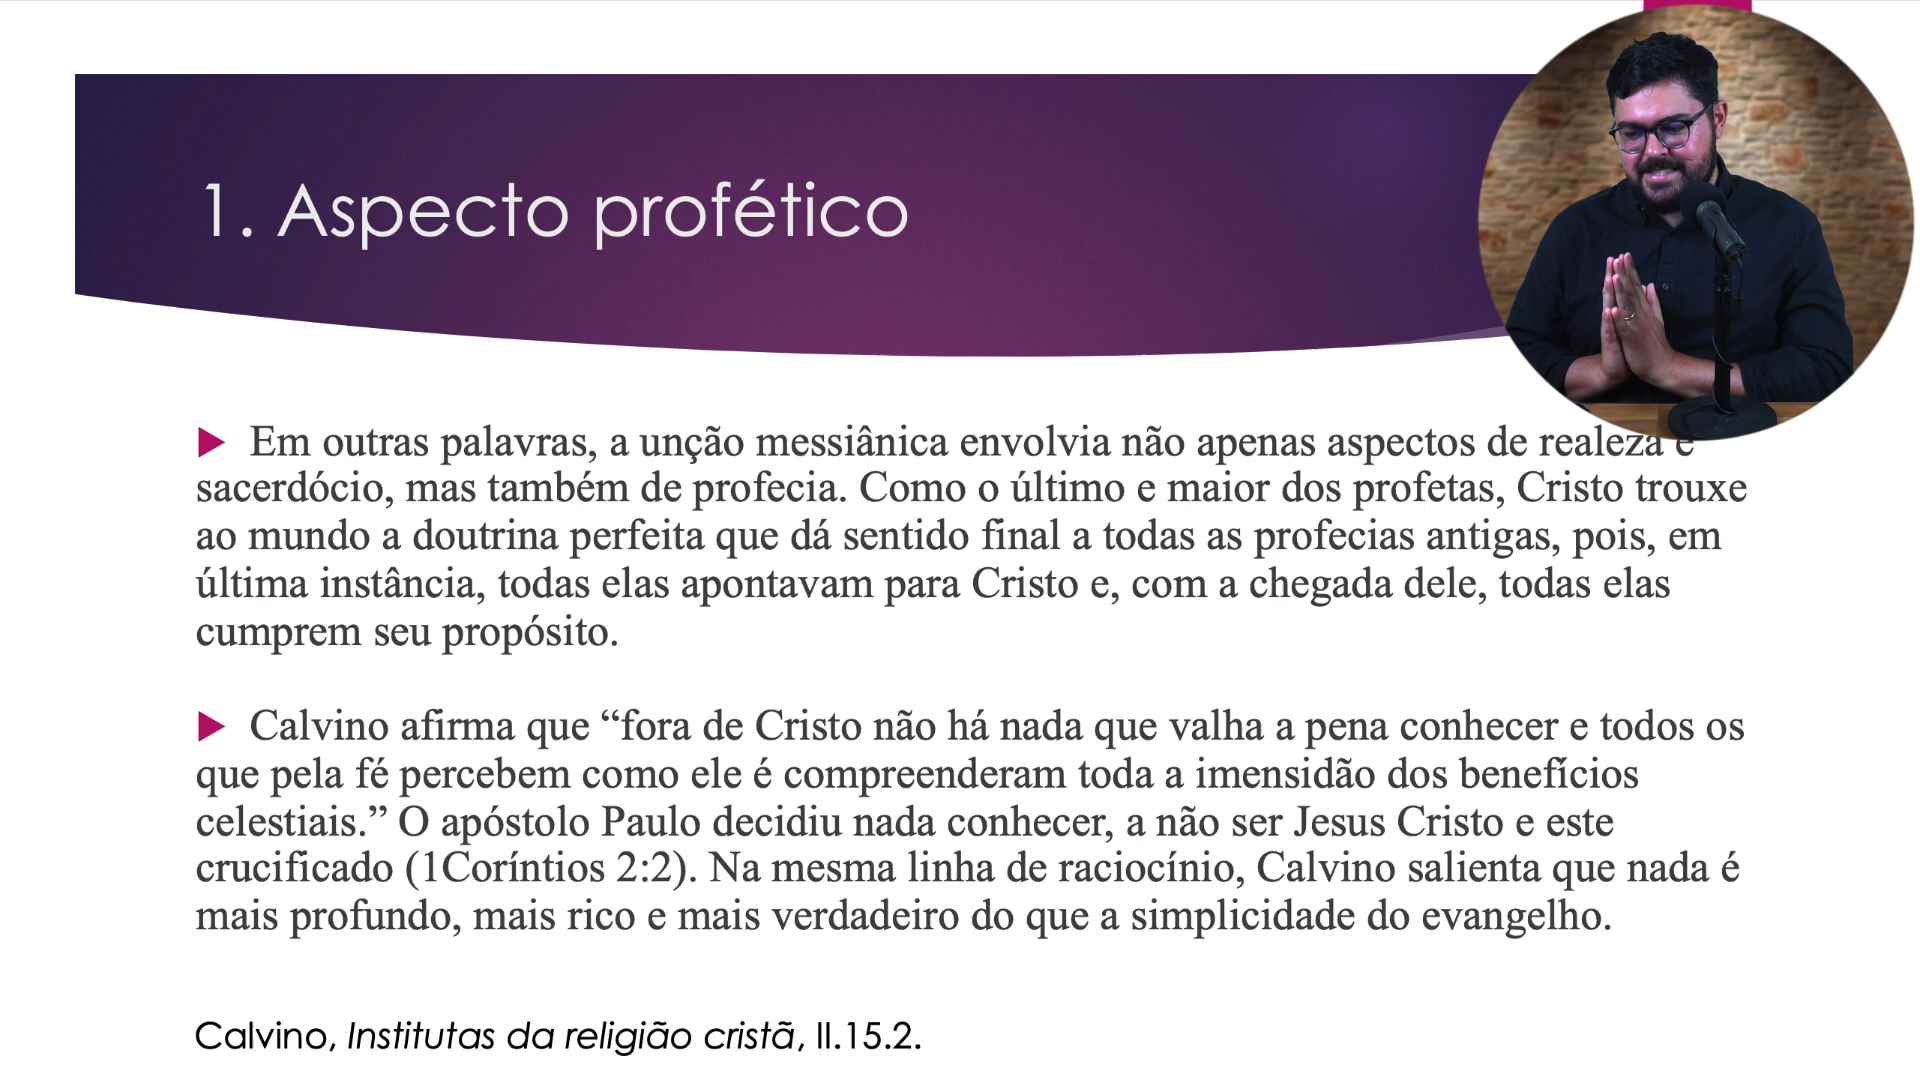 1. Aspecto profético
Em outras palavras, a unção messiânica envolvia não apenas aspectos de realeza e
sacerdócio, mas também de profecia. Como o último e maior dos profetas, Cristo trouxe
ao mundo a doutrina perfeita que dá sentido final a todas as profecias antigas, pois, em
última instância, todas elas apontavam para Cristo e, com a chegada dele, todas elas
cumprem seu propósito.
Calvino afirma que “fora de Cristo não há nada que valha a pena conhecer e todos os
que pela fé percebem como ele é compreenderam toda a imensidão dos benefícios
celestiais.” O apóstolo Paulo decidiu nada conhecer, a não ser Jesus Cristo e este
crucificado (1Coríntios 2:2). Na mesma linha de raciocínio, Calvino salienta que nada é
mais profundo, mais rico e mais verdadeiro do que a simplicidade do evangelho.
Calvino, Institutas da religião cristã, II.15.2.